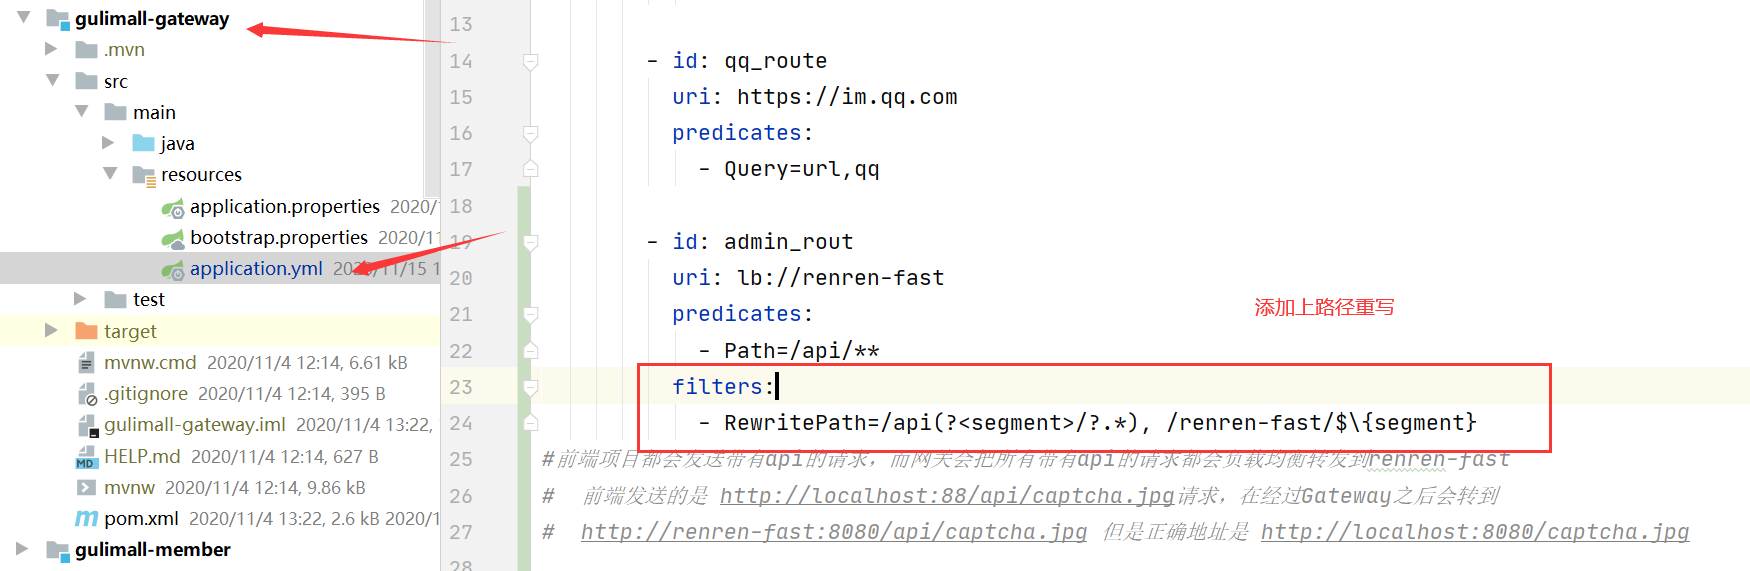 gulimall-gateway
.mvn
src
main
java
resources
application.properties 2020/1
bootstrap.properties 2020/11
application.yml 11/15 1
test
target
mvnw.cmd 2020/11/4 12:14, 6.61 kB
.gitignore 2020/11/4 12:14, 395 B
gulimall-gateway.iml 2020/11/4 13:22,
HELP.md 2020/11/4 12:14, 627 B
mvnw 2020/11/4 12:14, 9.86 kB
pom.xml 2020/11/4 13:22, 2.6 kB 2020/1
gulimall-member
13
14 - id: qq_route
15 uri: https://im.qq.com
16 predicates:
17 - Query=url,qq
18
19 - id: admin_rout
20 uri: lb://renren-fast
21 predicates:
添加上路径重写
22 - Path=/api/**
23 filters:
24 - RewritePath=/api(?<segment>/?.*), /renren-fast/$\{segment}
25 #前端项目都会发送带有api的请求，而网关会把所有带有api的请求都会负载均衡转发到renren-fast
26 # 前端发送的是 http://localhost:88/api/captcha.jpg请求，在经过Gateway之后会转到
27 # http://renren-fast:8080/api/captcha.jpg 但是正确地址是 http://localhost:8080/captcha.jpg
28